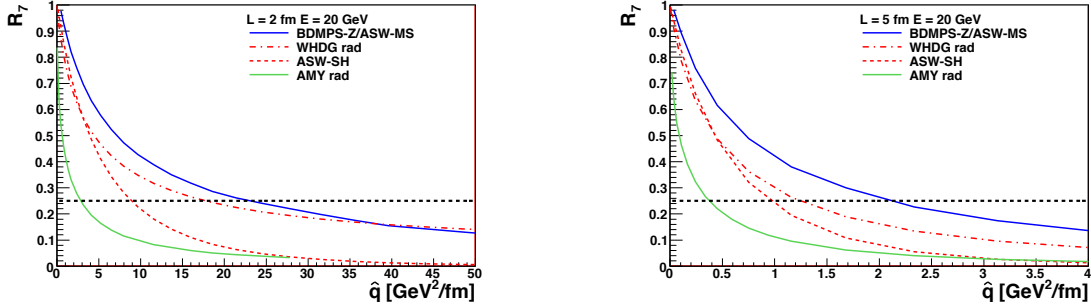 R7
1
0.9
0.8
0.7
0.6
0.5
0.4
0.3
0.2
0.1
0
L = 2 fm E = 20 GeV
BDMPS-Z/ASW-MS
WHDG rad
ASW-SH
AMY rad
0 5 10 15 20 25 30 35 40 45 50
q̂ [GeV²/fm]
R7
1
0.9
0.8
0.7
0.6
0.5
0.4
0.3
0.2
0.1
0
L = 5 fm E = 20 GeV
BDMPS-Z/ASW-MS
WHDG rad
ASW-SH
AMY rad
0 0.5 1 1.5 2 2.5 3 3.5 4
q̂ [GeV²/fm]